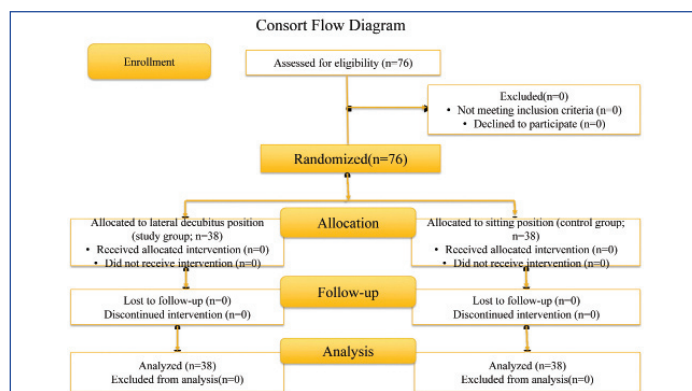 Consort Flow Diagram
Enrollment
Assessed for eligibility (n=76)
Excluded(n=0)
• Not meeting inclusion criteria (n=0)
• Declined to participate (n=0)
Randomized(n=76)
Allocation
Allocated to lateral decubitus position
(study group; n=38)
• Received allocated intervention (n=0)
• Did not receive intervention (n=0)
Allocated to sitting position (control group;
n=38)
• Received allocated intervention (n=0)
• Did not receive intervention (n=0)
Follow-up
Lost to follow-up (n=0)
Discontinued intervention (n=0)
Lost to follow-up (n=0)
Discontinued intervention (n=0)
Analysis
Analyzed (n=38)
Excluded from analysis(n=0)
Analyzed (n=38)
Excluded from analysis(n=0)